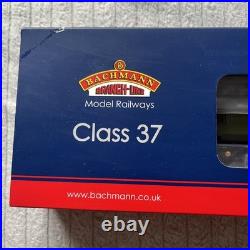 BACHMANN
BRANCH-LINE
Model Railways
Class 37
www.bachmann.co.uk